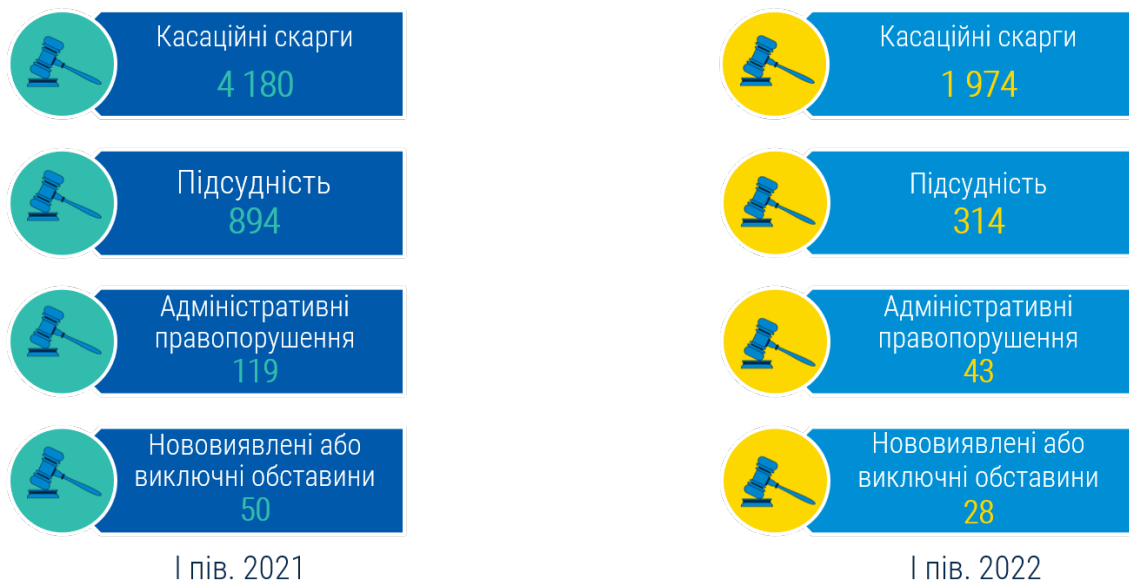 Касаційні скарги
4 180
Підсудність
894
Адміністративні
правопорушення
119
Нововиявлені або
виключні обставини
50
І пів. 2021
Касаційні скарги
1 974
Підсудність
314
Адміністративні
правопорушення
43
Нововиявлені або
виключні обставини
28
І пів. 2022